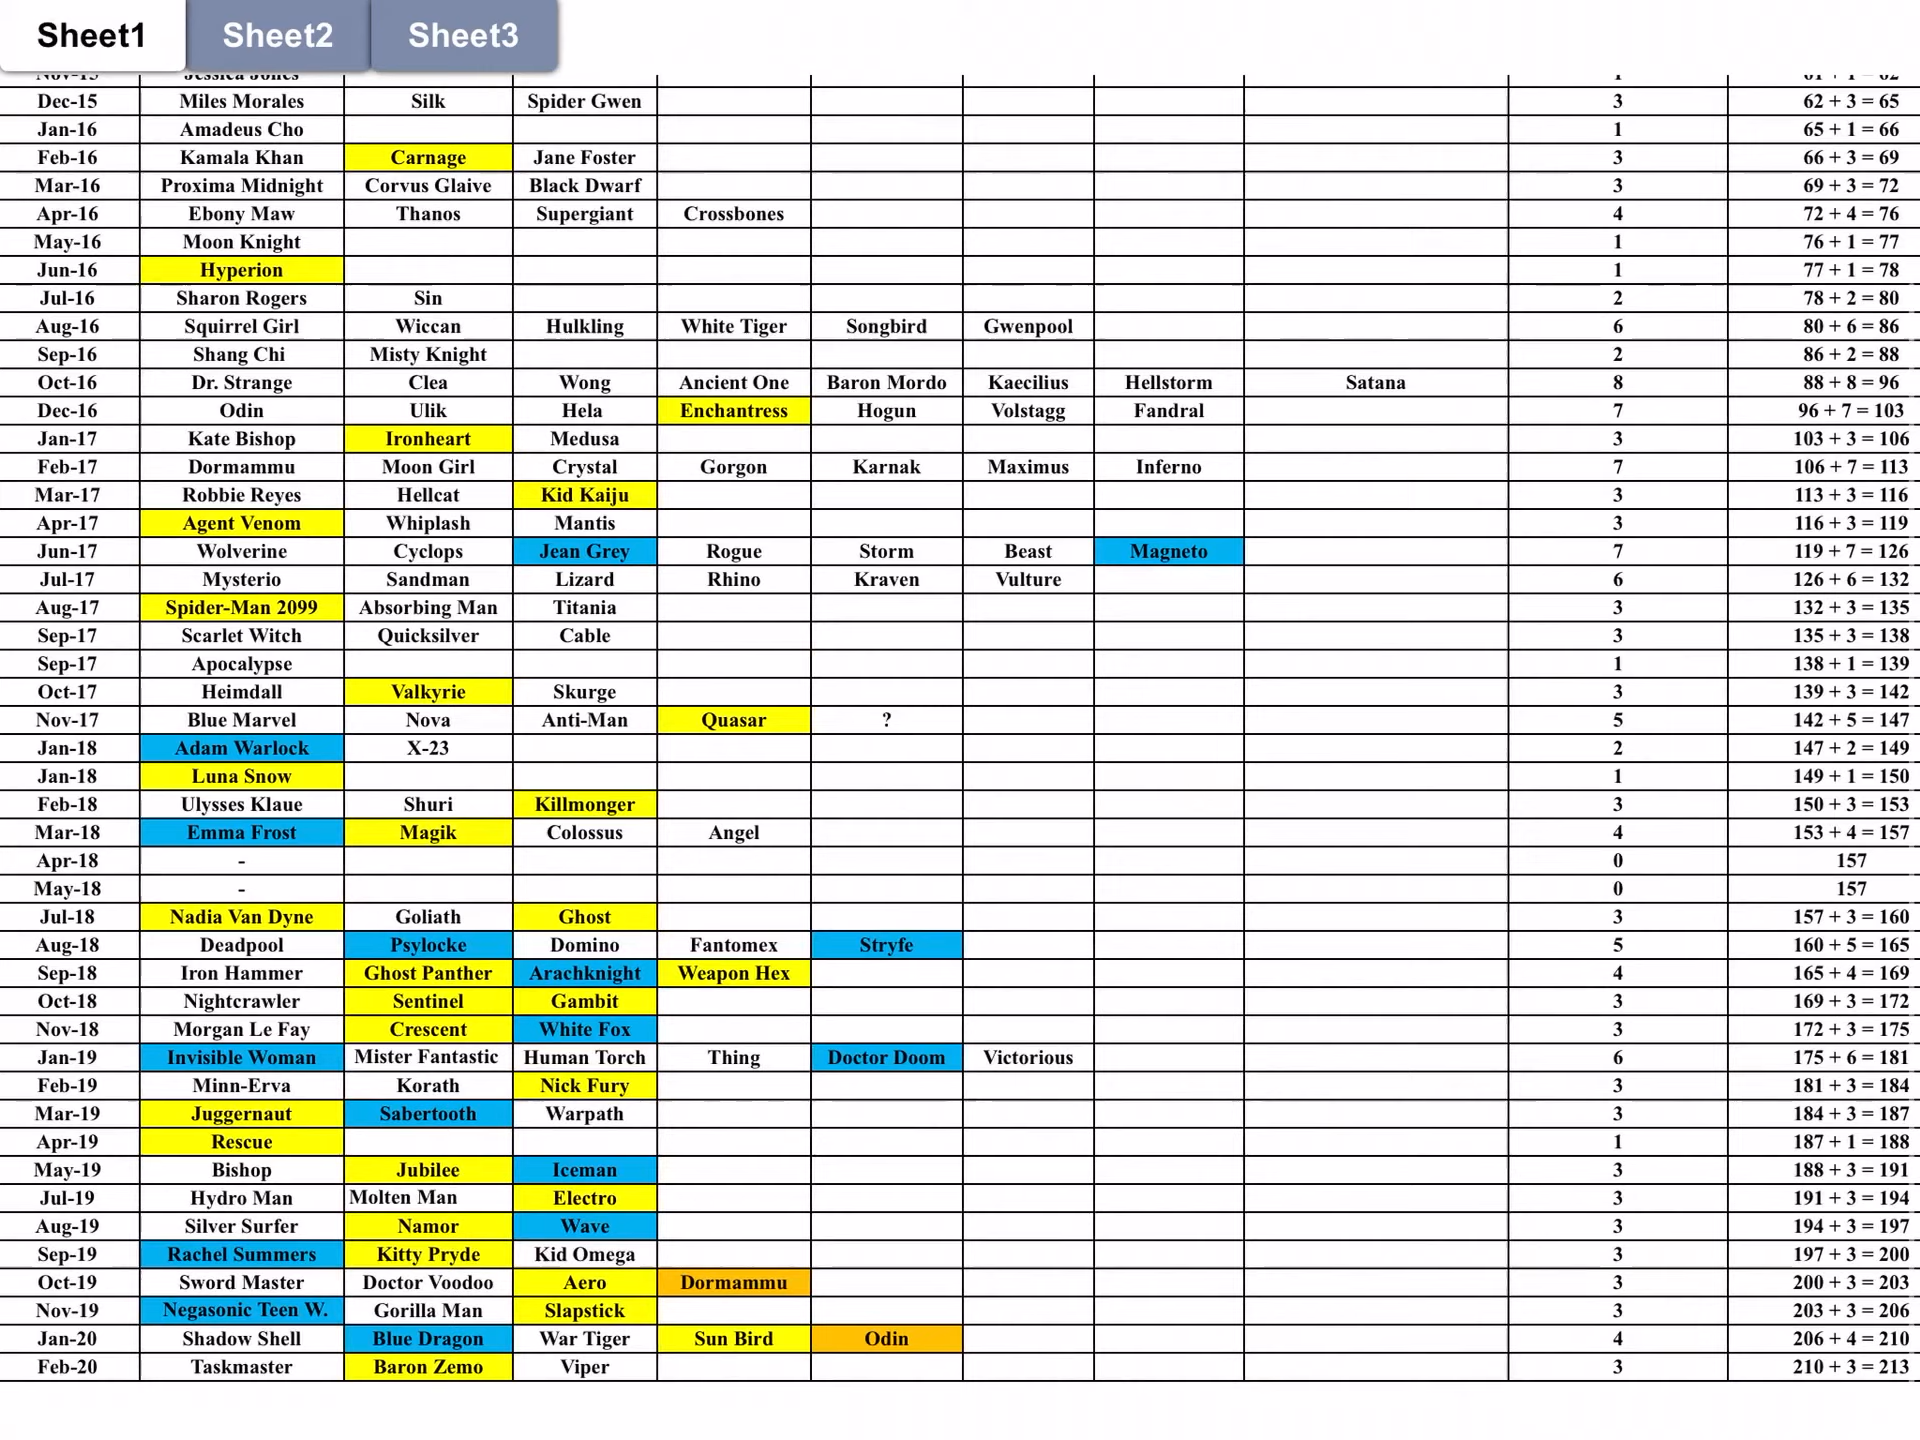 Sheet1 Sheet2 Sheet3
Nov-15 Jessica Jones 1 61 + 1 = 62
Dec-15 Miles Morales Silk Spider Gwen 3 62 + 3 = 65
Jan-16 Amadeus Cho 1 65 + 1 = 66
Feb-16 Kamala Khan Carnage Jane Foster 3 66 + 3 = 69
Mar-16 Proxima Midnight Corvus Glaive Black Dwarf 3 69 + 3 = 72
Apr-16 Ebony Maw Thanos Supergiant Crossbones 4 72 + 4 = 76
May-16 Moon Knight 1 76 + 1 = 77
Jun-16 Hyperion 1 77 + 1 = 78
Jul-16 Sharon Rogers Sin 2 78 + 2 = 80
Aug-16 Squirrel Girl Wiccan Hulkling White Tiger Songbird Gwenpool 6 80 + 6 = 86
Sep-16 Shang Chi Misty Knight 2 86 + 2 = 88
Oct-16 Dr. Strange Clea Wong Ancient One Baron Mordo Kaecilius Hellstorm Satana 8 88 + 8 = 96
Dec-16 Odin Ulik Hela Enchantress Hogun Volstagg Fandral 7 96 + 7 = 103
Jan-17 Kate Bishop Ironheart Medusa 3 103 + 3 = 106
Feb-17 Dormammu Moon Girl Crystal Gorgon Karnak Maximus Inferno 7 106 + 7 = 113
Mar-17 Robbie Reyes Hellcat Kid Kaiju 3 113 + 3 = 116
Apr-17 Agent Venom Whiplash Mantis 3 116 + 3 = 119
Jun-17 Wolverine Cyclops Jean Grey Rogue Storm Beast Magneto 7 119 + 7 = 126
Jul-17 Mysterio Sandman Lizard Rhino Kraven Vulture 6 126 + 6 = 132
Aug-17 Spider-Man 2099 Absorbing Man Titania 3 132 + 3 = 135
Sep-17 Scarlet Witch Quicksilver Cable 3 135 + 3 = 138
Sep-17 Apocalypse 1 138 + 1 = 139
Oct-17 Heimdall Valkyrie Skurge 3 139 + 3 = 142
Nov-17 Blue Marvel Nova Anti-Man Quasar ? 5 142 + 5 = 147
Jan-18 Adam Warlock X-23 2 147 + 2 = 149
Jan-18 Luna Snow 1 149 + 1 = 150
Feb-18 Ulysses Klaue Shuri Killmonger 3 150 + 3 = 153
Mar-18 Emma Frost Magik Colossus Angel 4 153 + 4 = 157
Apr-18 - 0 157
May-18 - 0 157
Jul-18 Nadia Van Dyne Goliath Ghost 3 157 + 3 = 160
Aug-18 Deadpool Psylocke Domino Fantomex Stryfe 5 160 + 5 = 165
Sep-18 Iron Hammer Ghost Panther Arachknight Weapon Hex 4 165 + 4 = 169
Oct-18 Nightcrawler Sentinel Gambit 3 169 + 3 = 172
Nov-18 Morgan Le Fay Crescent White Fox 3 172 + 3 = 175
Jan-19 Invisible Woman Mister Fantastic Human Torch Thing Doctor Doom Victorious 6 175 + 6 = 181
Feb-19 Minn-Erva Korath Nick Fury 3 181 + 3 = 184
Mar-19 Juggernaut Sabertooth Warpath 3 184 + 3 = 187
Apr-19 Rescue 1 187 + 1 = 188
May-19 Bishop Jubilee Iceman 3 188 + 3 = 191
Jul-19 Hydro Man Molten Man Electro 3 191 + 3 = 194
Aug-19 Silver Surfer Namor Wave 3 194 + 3 = 197
Sep-19 Rachel Summers Kitty Pryde Kid Omega 3 197 + 3 = 200
Oct-19 Sword Master Doctor Voodoo Aero Dormammu 3 200 + 3 = 203
Nov-19 Negasonic Teen W. Gorilla Man Slapstick 3 203 + 3 = 206
Jan-20 Shadow Shell Blue Dragon War Tiger Sun Bird Odin 4 206 + 4 = 210
Feb-20 Taskmaster Baron Zemo Viper 3 210 + 3 = 213